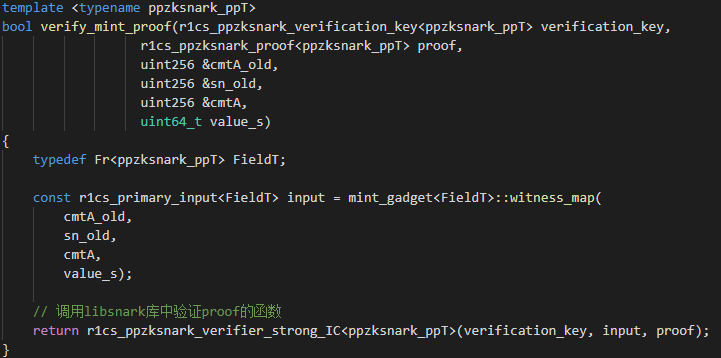 template <typename ppzksnark_ppT>
bool verify_mint_proof(r1cs_ppzksnark_verification_key<ppzksnark_ppT> verification_key,
r1cs_ppzksnark_proof<ppzksnark_ppT> proof,
uint256 &cmtA_old,
uint256 &sn_old,
uint256 &cmtA,
uint64_t value_s)
{
typedef Fr<ppzksnark_ppT> FieldT;
const r1cs_primary_input<FieldT> input = mint_gadget<FieldT>::witness_map(
cmtA_old,
sn_old,
cmtA,
value_s);
// 调用libsnark库中验证proof的函数
return r1cs_ppzksnark_verifier_strong_IC<ppzksnark_ppT>(verification_key, input, proof);
}